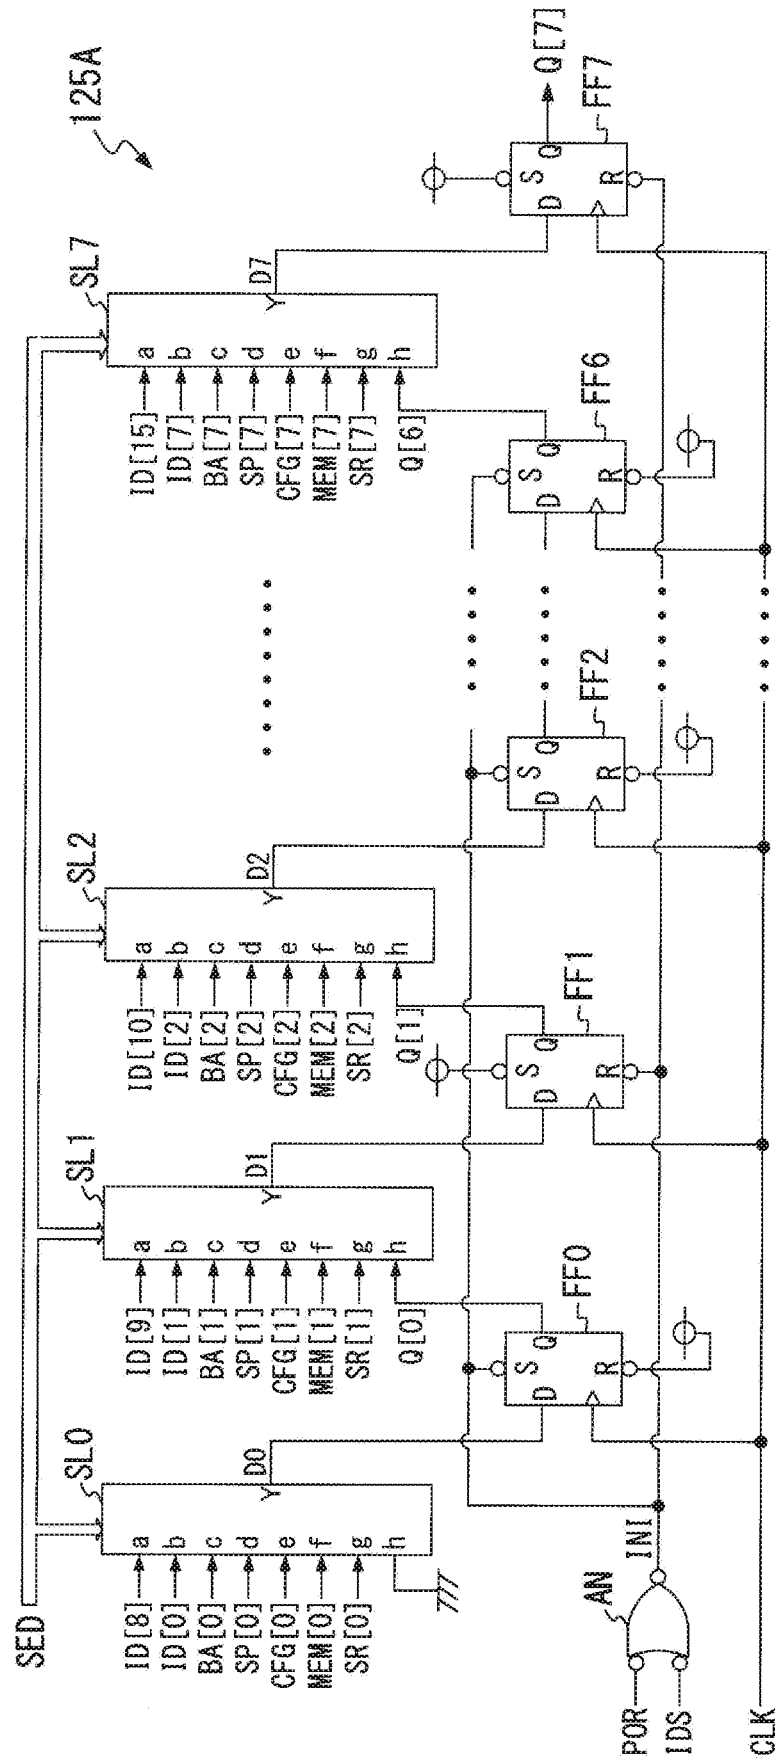 125A
SED
SL0
ID[8] a
ID[0] b
BA[0] c
SP[0] d
CFG[0] e
MEM[0] f
SR[0] g
h
Y D0
SL1
ID[9] a
ID[1] b
BA[1] c
SP[1] d
CFG[1] e
MEM[1] f
SR[1] g
Q[0] h
Y D1
SL2
ID[10] a
ID[2] b
BA[2] c
SP[2] d
CFG[2] e
MEM[2] f
SR[2] g
Q[1] h
Y D2
SL7
ID[15] a
ID[7] b
BA[7] c
SP[7] d
CFG[7] e
MEM[7] f
SR[7] g
Q[6] h
Y D7
S
D Q
R
FF0
S
D Q
R
FF1
S
D Q
R
FF2
S
D Q
R
FF6
S
D Q
R
FF7
Q[7]
POR
IDS
AN
INI
CLK